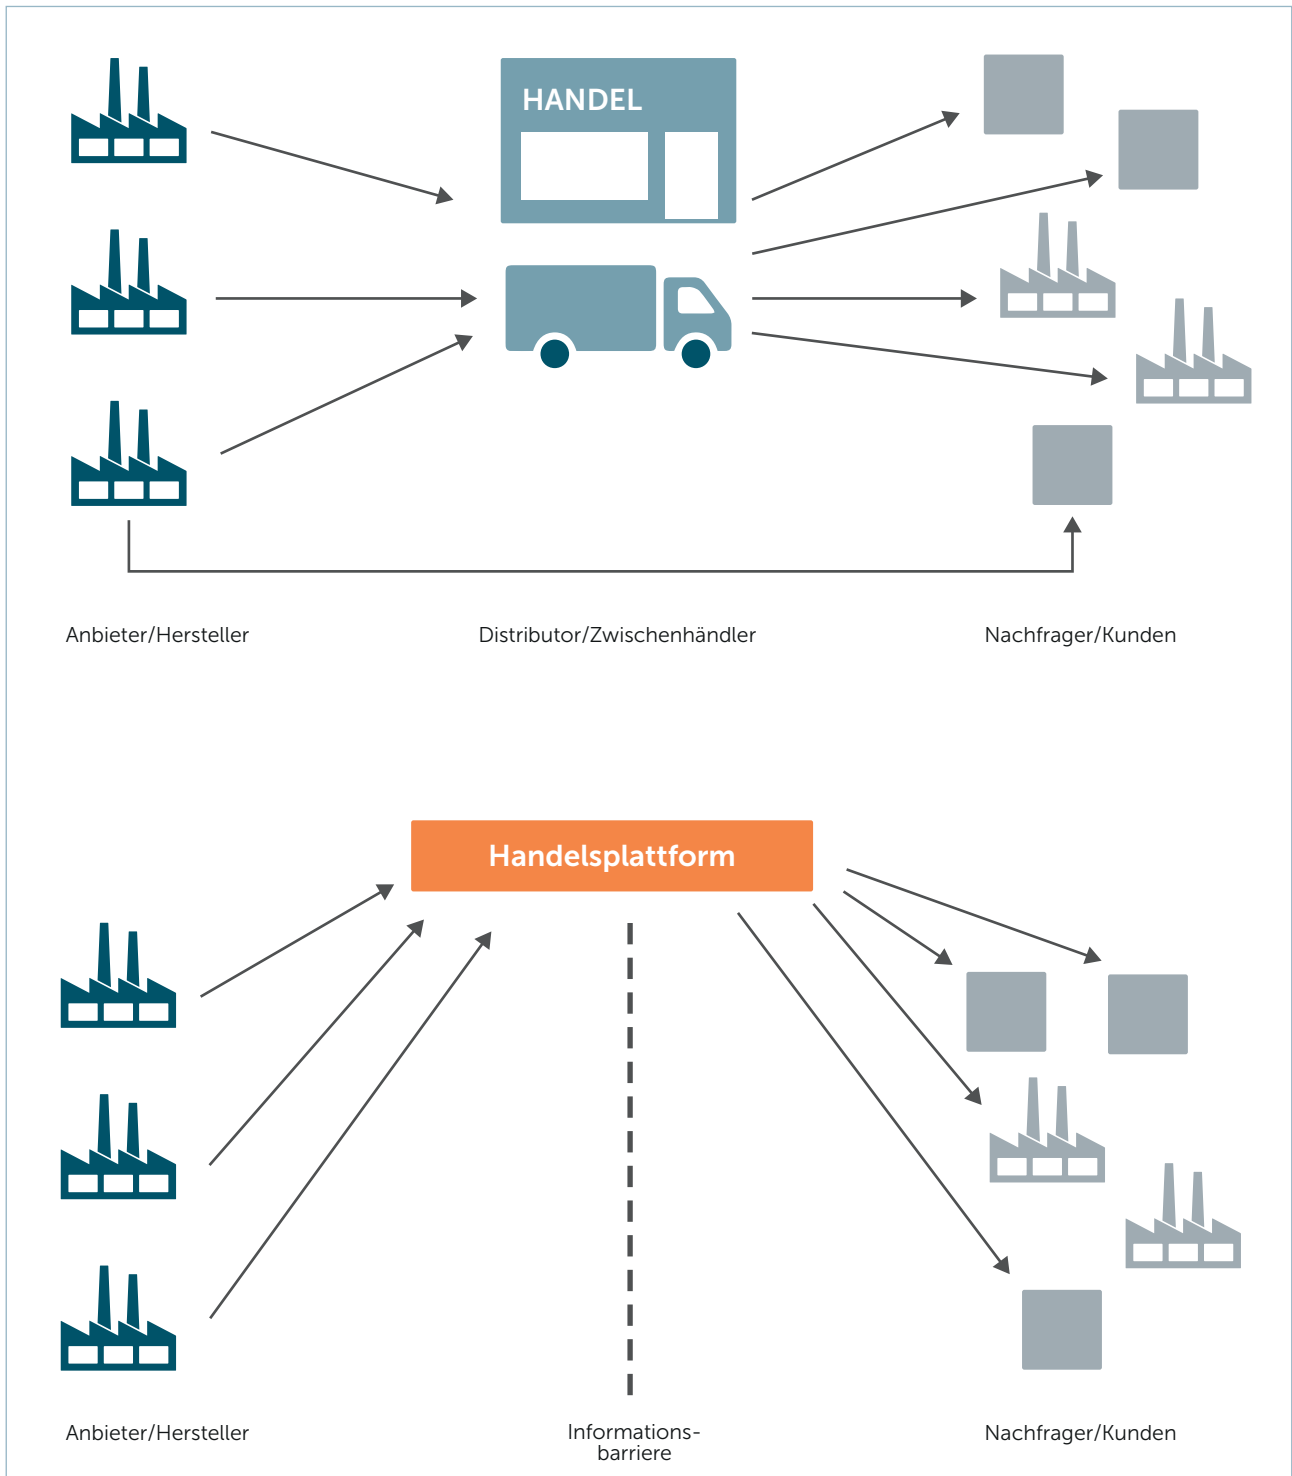 HANDEL
Anbieter/Hersteller
Distributor/Zwischenhändler
Nachfrager/Kunden
Handelsplattform
Anbieter/Hersteller
Informations-
barriere
Nachfrager/Kunden